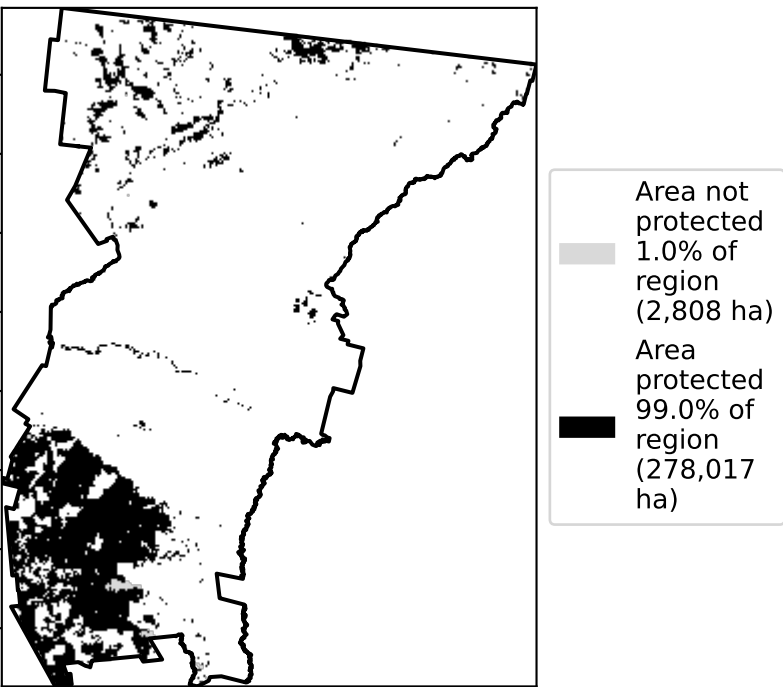 Area not
protected
1.0% of
region
(2,808 ha)
Area
protected
99.0% of
region
(278,017
ha)